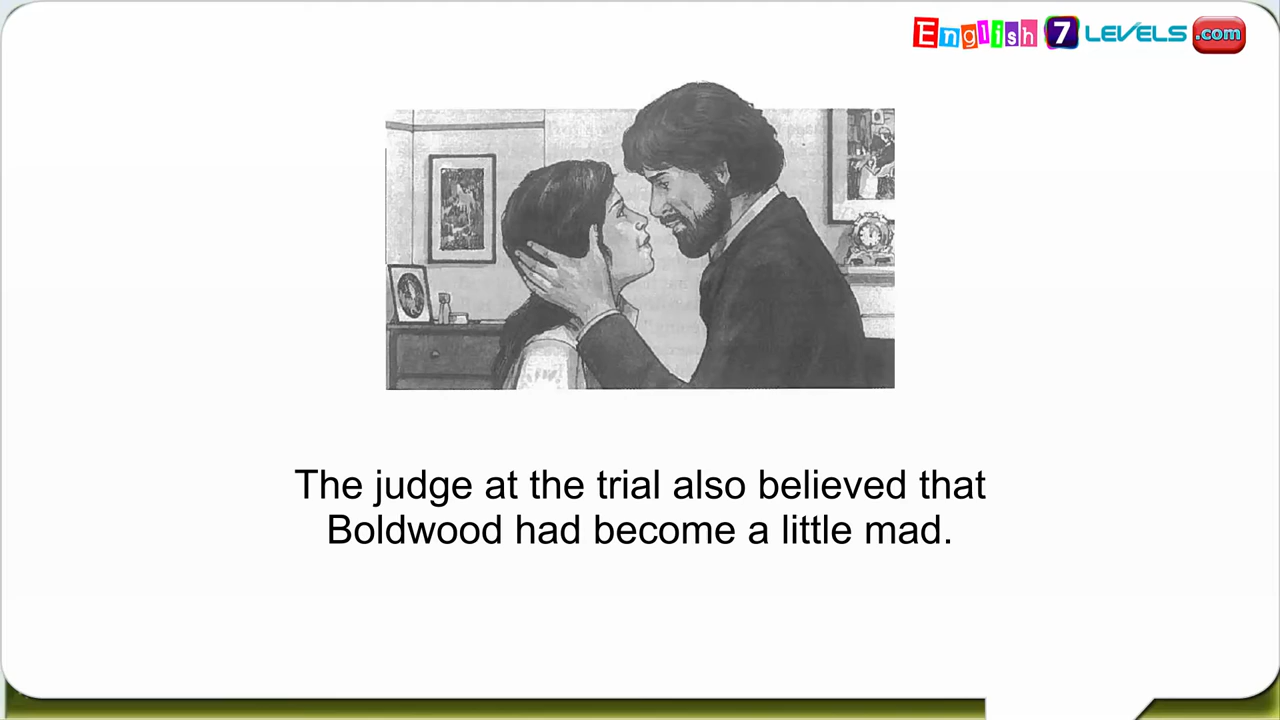 English 7 LEVELS .com
The judge at the trial also believed that
Boldwood had become a little mad.